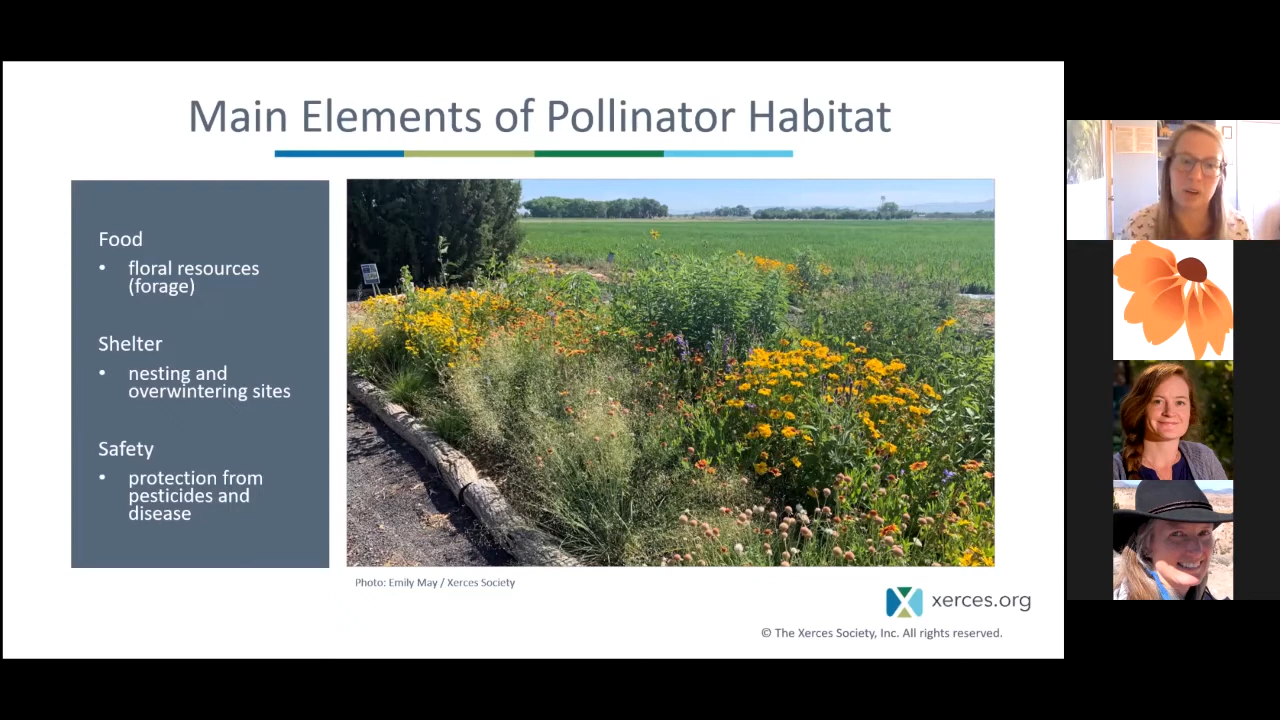 Main Elements of Pollinator Habitat
Food
• floral resources
(forage)
Shelter
• nesting and
overwintering sites
Safety
• protection from
pesticides and
disease
Photo: Emily May / Xerces Society
xerces.org
© The Xerces Society, Inc. All rights reserved.